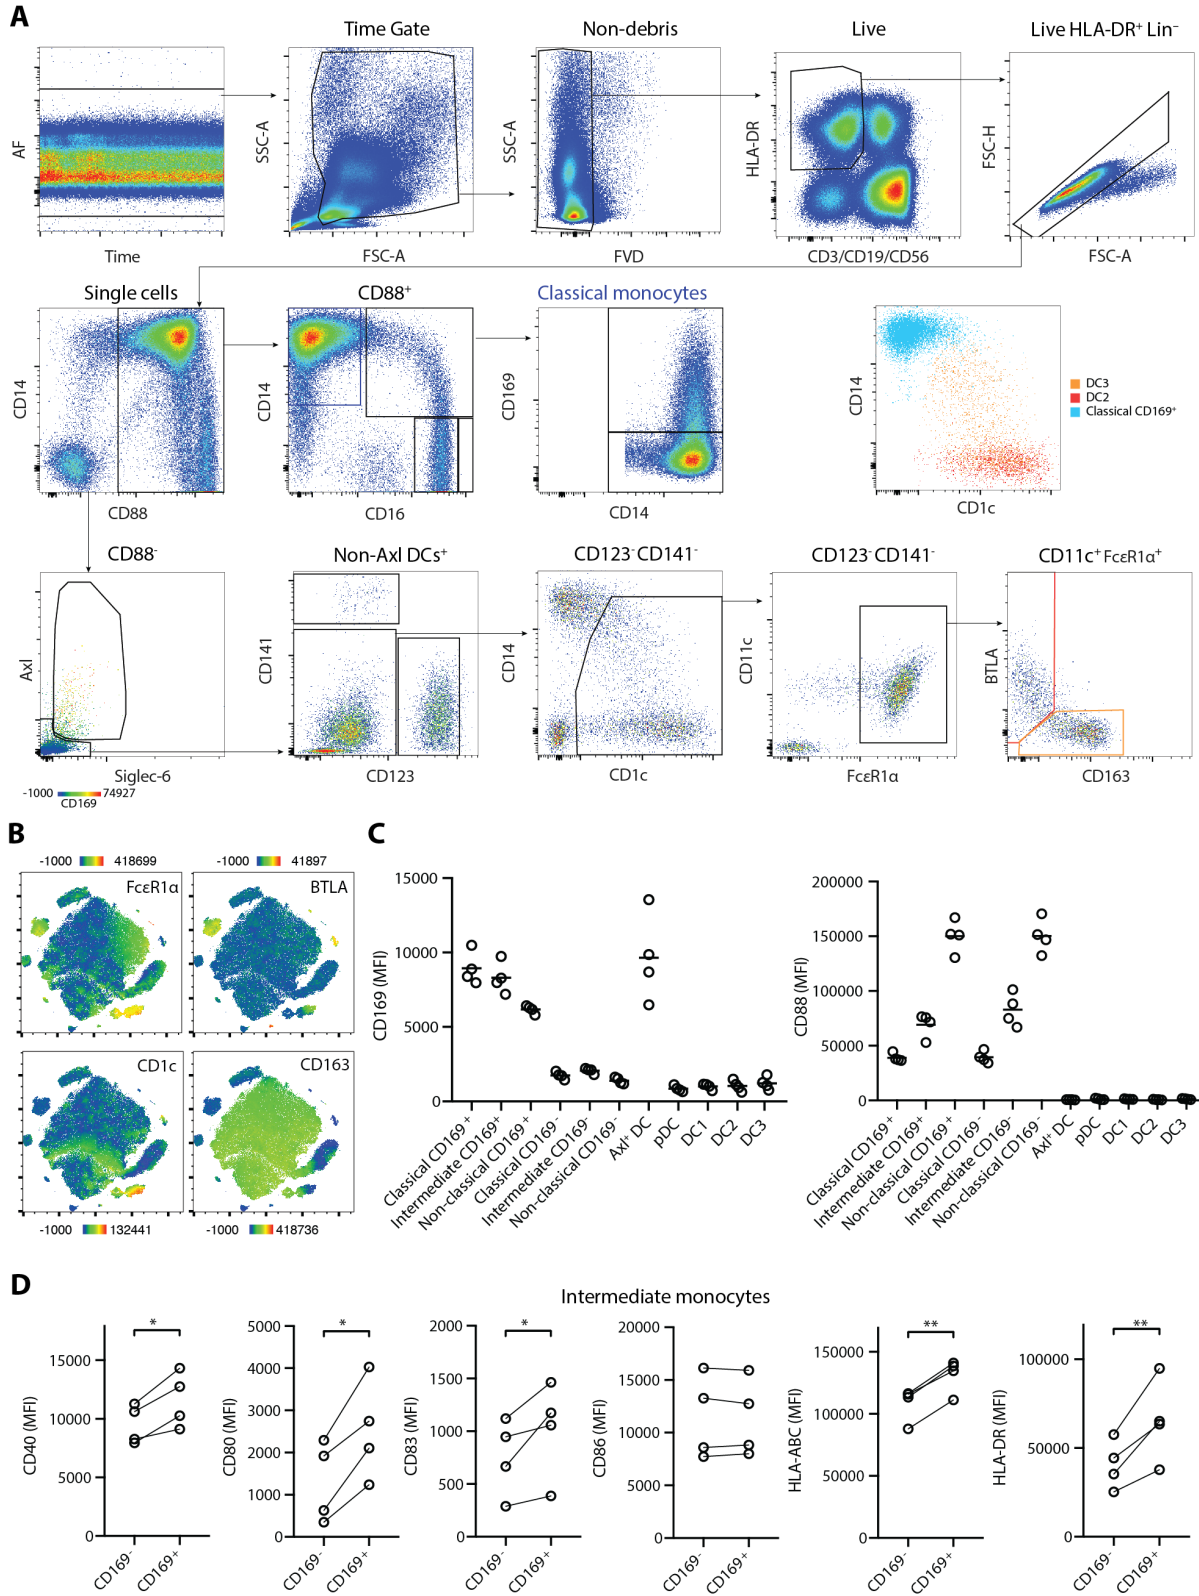 A
Time Gate
Non-debris
Live
Live HLA-DR⁺ Lin⁻
AF
SSC-A
SSC-A
HLA-DR
FSC-H
Time
FSC-A
FVD
CD3/CD19/CD56
FSC-A
Single cells
CD88⁺
Classical monocytes
CD14
CD14
CD169
CD14
DC3
DC2
Classical CD169⁺
CD88
CD16
CD14
CD1c
CD88⁻
Non-Axl DCs⁺
CD123⁻CD141⁻
CD123⁻CD141⁻
CD11c⁺FcεR1α⁺
Axl
CD141
CD14
CD11c
BTLA
Siglec-6
CD123
CD1c
FcεR1α
CD163
-1000 74927
CD169
B
-1000 418699
-1000 41897
FcεR1α
BTLA
CD1c
CD163
-1000 132441
-1000 418736
C
CD169 (MFI)
15000
10000
5000
0
Classical CD169⁺
Intermediate CD169⁺
Non-classical CD169⁺
Classical CD169⁻
Intermediate CD169⁻
Non-classical CD169⁻
Axl⁺ DC
pDC
DC1
DC2
DC3
CD88 (MFI)
200000
150000
100000
50000
0
Classical CD169⁺
Intermediate CD169⁺
Non-classical CD169⁺
Classical CD169⁻
Intermediate CD169⁻
Non-classical CD169⁻
Axl⁺ DC
pDC
DC1
DC2
DC3
D
Intermediate monocytes
CD40 (MFI)
15000
10000
5000
0
*
CD169⁻
CD169⁺
CD80 (MFI)
5000
4000
3000
2000
1000
0
*
CD169⁻
CD169⁺
CD83 (MFI)
2000
1500
1000
500
0
*
CD169⁻
CD169⁺
CD86 (MFI)
20000
15000
10000
5000
0
CD169⁻
CD169⁺
HLA-ABC (MFI)
150000
100000
50000
0
**
CD169⁻
CD169⁺
HLA-DR (MFI)
100000
50000
0
**
CD169⁻
CD169⁺